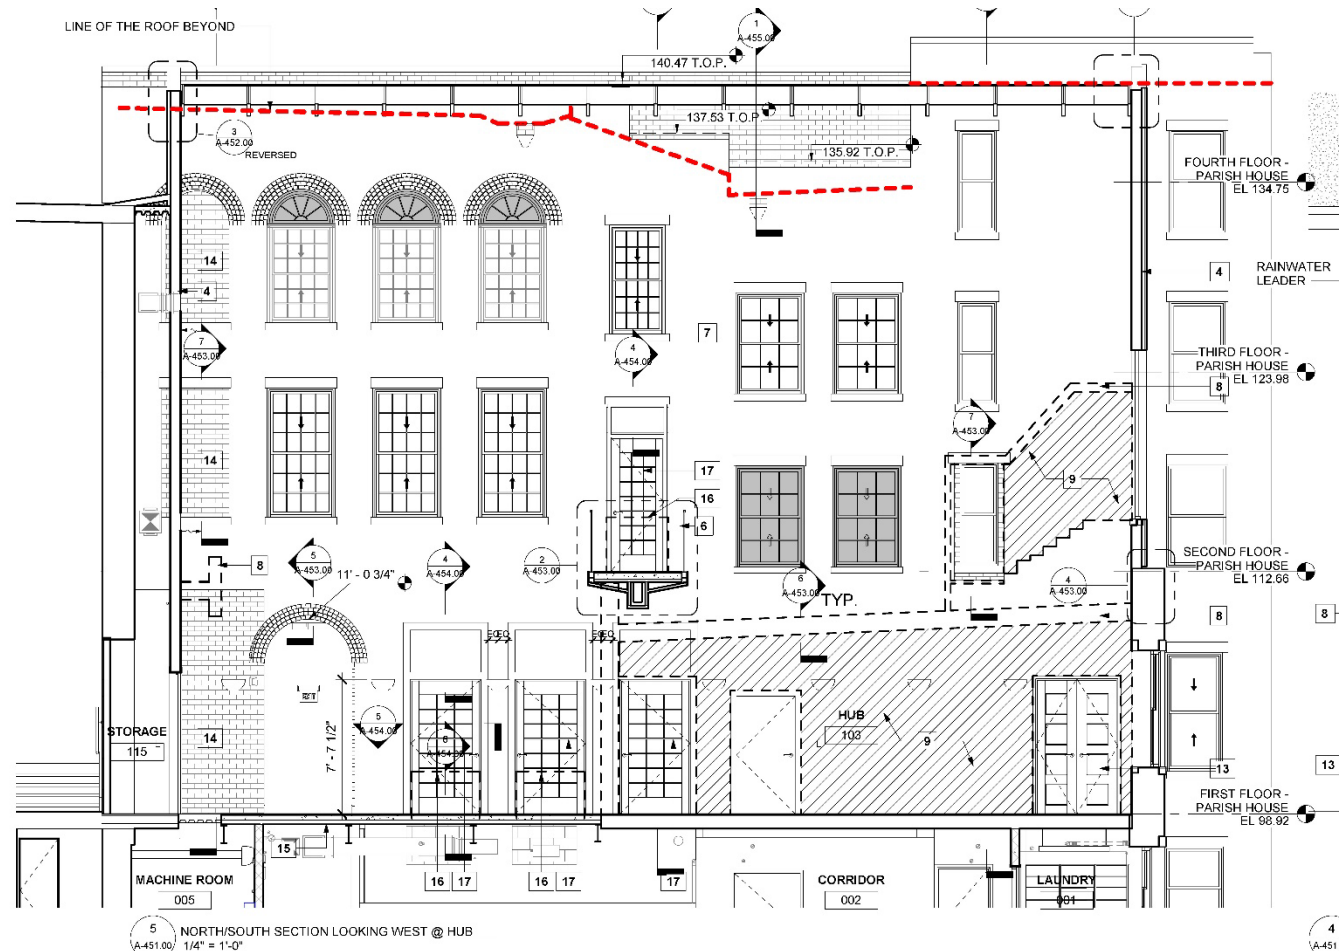 LINE OF THE ROOF BEYOND
1
A-455.00
140.47 T.O.P.
137.53 T.O.P
135.92 T.O.P.
3
A-452.00
REVERSED
FOURTH FLOOR -
PARISH HOUSE
EL 134.75
14
4
4
RAINWATER
LEADER
7
A-453.00
7
4
A-454.00
THIRD FLOOR -
PARISH HOUSE
EL 123.98
8
7
A-453.00
14
17
9
16
6
5
A-453.00
4
A-454.00
2
A-453.00
SECOND FLOOR -
PARISH HOUSE
EL 112.66
8
11' - 0 3/4"
6
A-453.00
TYP.
4
A-453.00
8
8
EQ EQ
EQ EQ
EXIT
STORAGE
115
14
7' - 7 1/2"
5
A-454.00
6
A-454.00
HUB
103
9
13
13
FIRST FLOOR -
PARISH HOUSE
EL 98.92
15
MACHINE ROOM
005
16 17
16 17
17
CORRIDOR
002
LAUNDRY
001
5
A-451.00
NORTH/SOUTH SECTION LOOKING WEST @ HUB
1/4" = 1'-0"
4
A-451